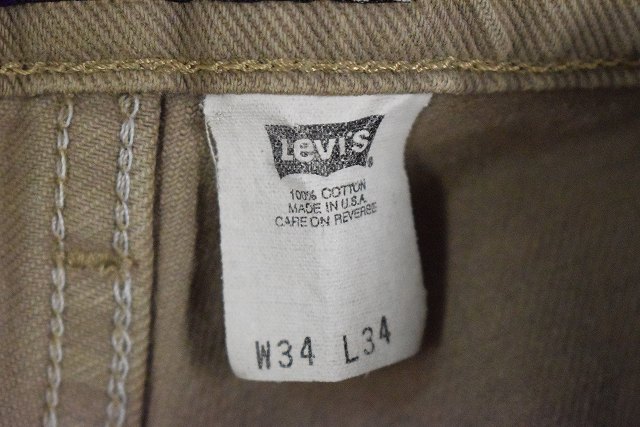 Levi's
100% COTTON
MADE IN U.S.A.
CARE ON REVERSE
W34 L34